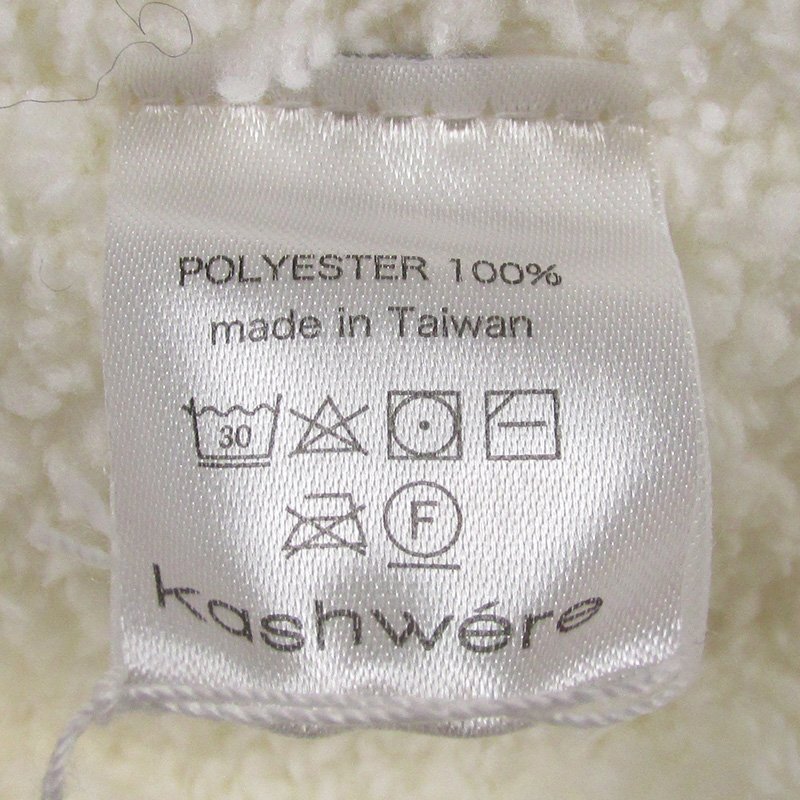 POLYESTER 100%
made in Taiwan
30
F
kashwére